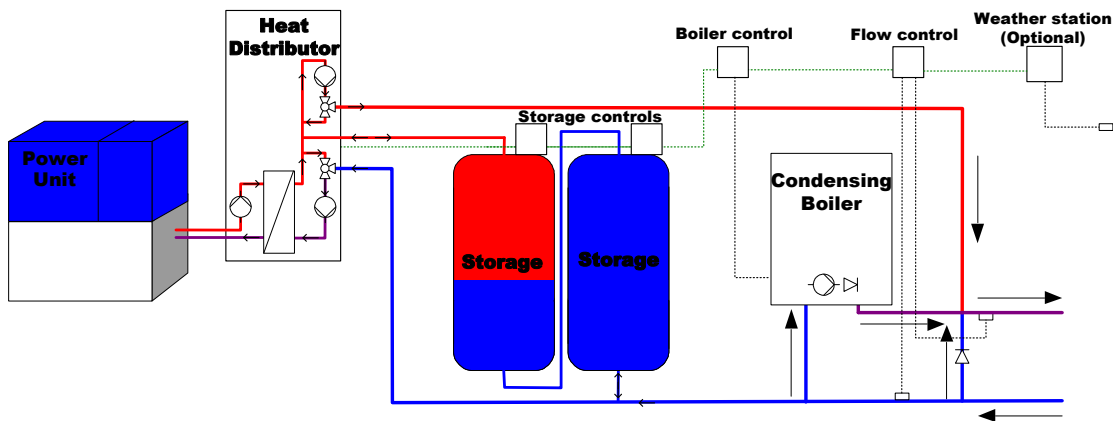 Heat
Distributor
Boiler control
Flow control
Weather station
(Optional)
Power
Unit
Storage controls
Condensing
Boiler
Storage
Storage